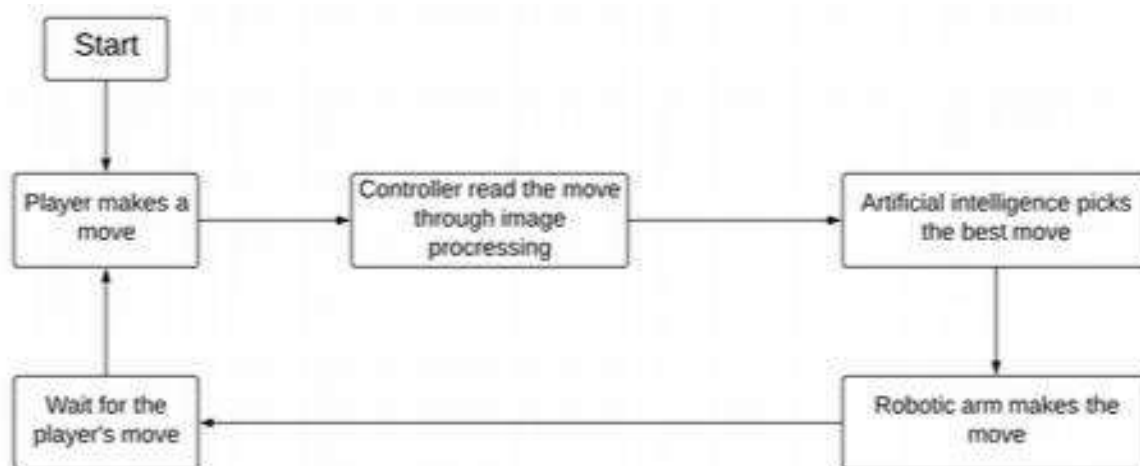 Start
Player makes a
move
Controller read the move
through image
procressing
Artificial intelligence picks
the best move
Wait for the
player's move
Robotic arm makes the
move